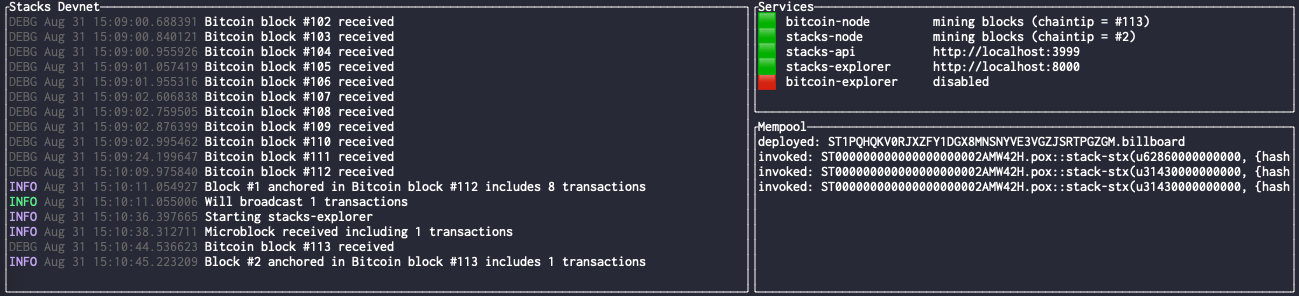 Stacks Devnet
DEBG Aug 31 15:09:00.688391 Bitcoin block #102 received
DEBG Aug 31 15:09:00.840121 Bitcoin block #103 received
DEBG Aug 31 15:09:00.955926 Bitcoin block #104 received
DEBG Aug 31 15:09:01.057419 Bitcoin block #105 received
DEBG Aug 31 15:09:01.955316 Bitcoin block #106 received
DEBG Aug 31 15:09:02.606838 Bitcoin block #107 received
DEBG Aug 31 15:09:02.759505 Bitcoin block #108 received
DEBG Aug 31 15:09:02.876399 Bitcoin block #109 received
DEBG Aug 31 15:09:02.995462 Bitcoin block #110 received
DEBG Aug 31 15:09:24.199647 Bitcoin block #111 received
DEBG Aug 31 15:10:09.975840 Bitcoin block #112 received
INFO Aug 31 15:10:11.054927 Block #1 anchored in Bitcoin block #112 includes 8 transactions
INFO Aug 31 15:10:11.055006 Will broadcast 1 transactions
INFO Aug 31 15:10:36.397665 Starting stacks-explorer
INFO Aug 31 15:10:38.312711 Microblock received including 1 transactions
DEBG Aug 31 15:10:44.536623 Bitcoin block #113 received
INFO Aug 31 15:10:45.223209 Block #2 anchored in Bitcoin block #113 includes 1 transactions
Services
bitcoin-node mining blocks (chaintip = #113)
stacks-node mining blocks (chaintip = #2)
stacks-api http://localhost:3999
stacks-explorer http://localhost:8000
bitcoin-explorer disabled
Mempool
deployed: ST1PQHQKV0RJXZFY1DGX8MNSNYVE3VGZJSRTPGZGM.billboard
invoked: ST000000000000000000002AMW42H.pox::stack-stx(u62860000000000, {hash
invoked: ST000000000000000000002AMW42H.pox::stack-stx(u31430000000000, {hash
invoked: ST000000000000000000002AMW42H.pox::stack-stx(u31430000000000, {hash